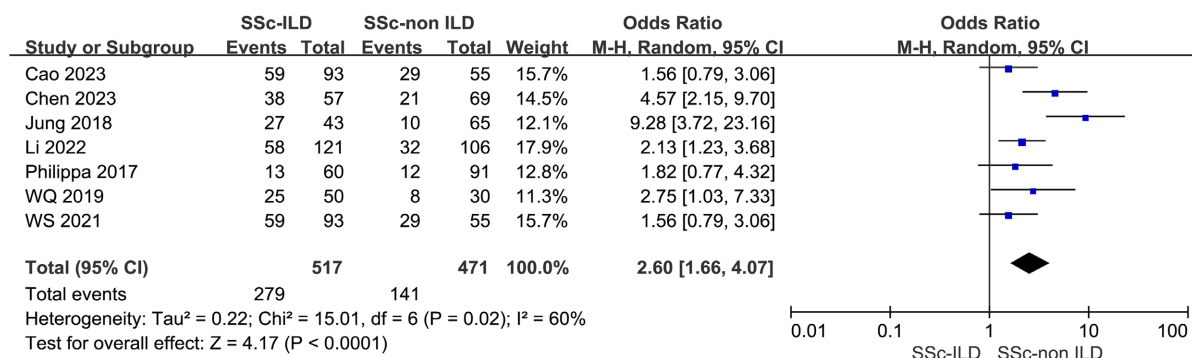 SSc-ILD SSc-non ILD Odds Ratio Odds Ratio
Study or Subgroup Events Total Events Total Weight M-H, Random, 95% CI M-H, Random, 95% CI
Cao 2023 59 93 29 55 15.7% 1.56 [0.79, 3.06]
Chen 2023 38 57 21 69 14.5% 4.57 [2.15, 9.70]
Jung 2018 27 43 10 65 12.1% 9.28 [3.72, 23.16]
Li 2022 58 121 32 106 17.9% 2.13 [1.23, 3.68]
Philippa 2017 13 60 12 91 12.8% 1.82 [0.77, 4.32]
WQ 2019 25 50 8 30 11.3% 2.75 [1.03, 7.33]
WS 2021 59 93 29 55 15.7% 1.56 [0.79, 3.06]
Total (95% CI) 517 471 100.0% 2.60 [1.66, 4.07]
Total events 279 141
Heterogeneity: Tau² = 0.22; Chi² = 15.01, df = 6 (P = 0.02); I² = 60%
Test for overall effect: Z = 4.17 (P < 0.0001)
0.01 0.1 1 10 100
SSc-ILD SSc-non ILD